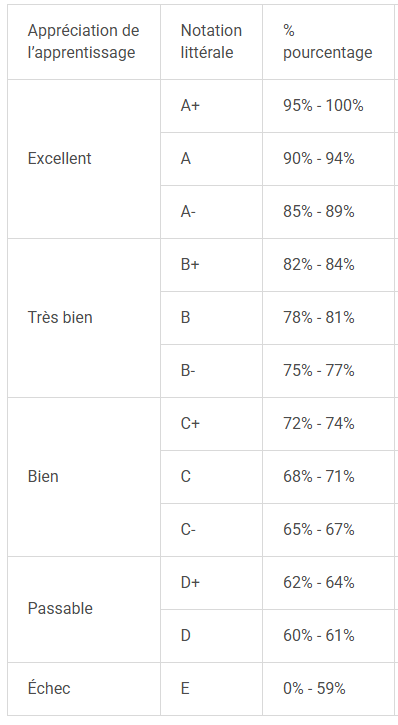 Appréciation de
l’apprentissage
Notation
littérale
%
pourcentage
Excellent
A+
95% - 100%
A
90% - 94%
A-
85% - 89%
Très bien
B+
82% - 84%
B
78% - 81%
B-
75% - 77%
Bien
C+
72% - 74%
C
68% - 71%
C-
65% - 67%
Passable
D+
62% - 64%
D
60% - 61%
Échec
E
0% - 59%